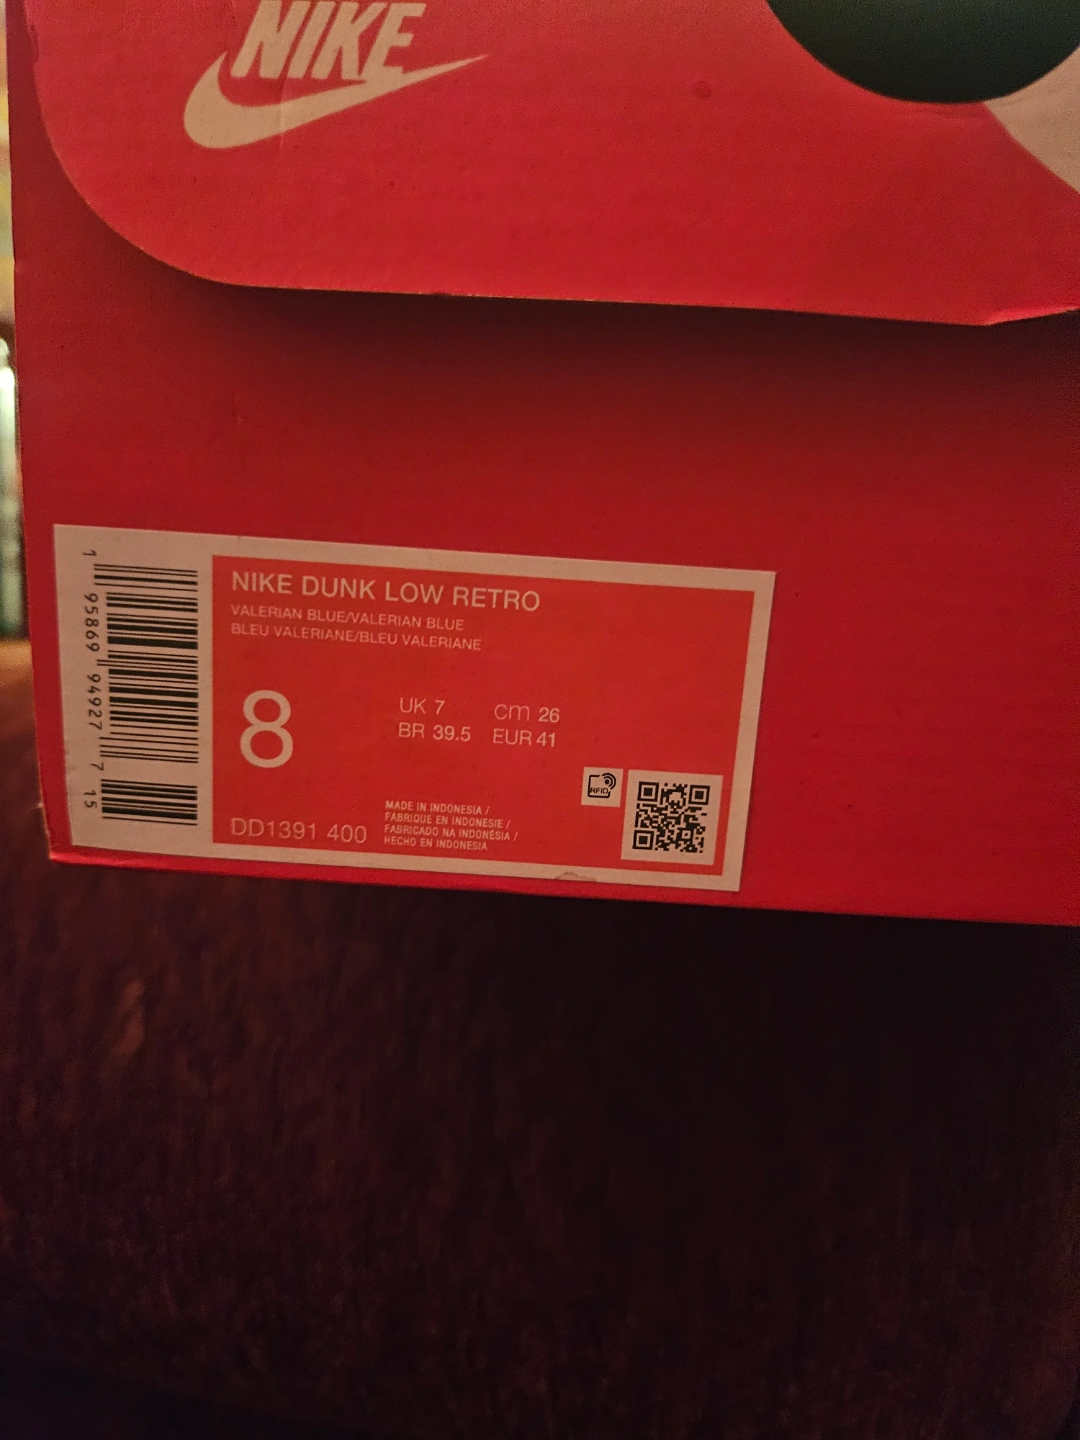 NIKE
NIKE DUNK LOW RETRO
VALERIAN BLUE/VALERIAN BLUE
BLEU VALERIANE/BLEU VALERIANE
8
UK 7 cm 26
BR 39.5 EUR 41
DD1391 400
MADE IN INDONESIA /
FABRIQUE EN INDONESIE /
FABRICADO NA INDONÉSIA /
HECHO EN INDONESIA
RFID
1 95869 94927 7 15